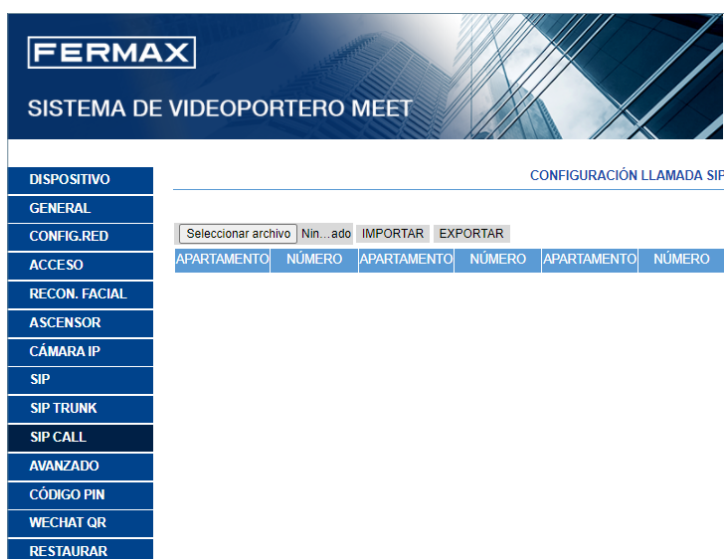 FERMAX
SISTEMA DE VIDEOPORTERO MEET
CONFIGURACIÓN LLAMADA SIP
DISPOSITIVO
GENERAL
CONFIG.RED
ACCESO
RECON. FACIAL
ASCENSOR
CÁMARA IP
SIP
SIP TRUNK
SIP CALL
AVANZADO
CÓDIGO PIN
WECHAT QR
RESTAURAR
Seleccionar archivo Nin...ado IMPORTAR EXPORTAR
APARTAMENTO NÚMERO APARTAMENTO NÚMERO APARTAMENTO NÚMERO